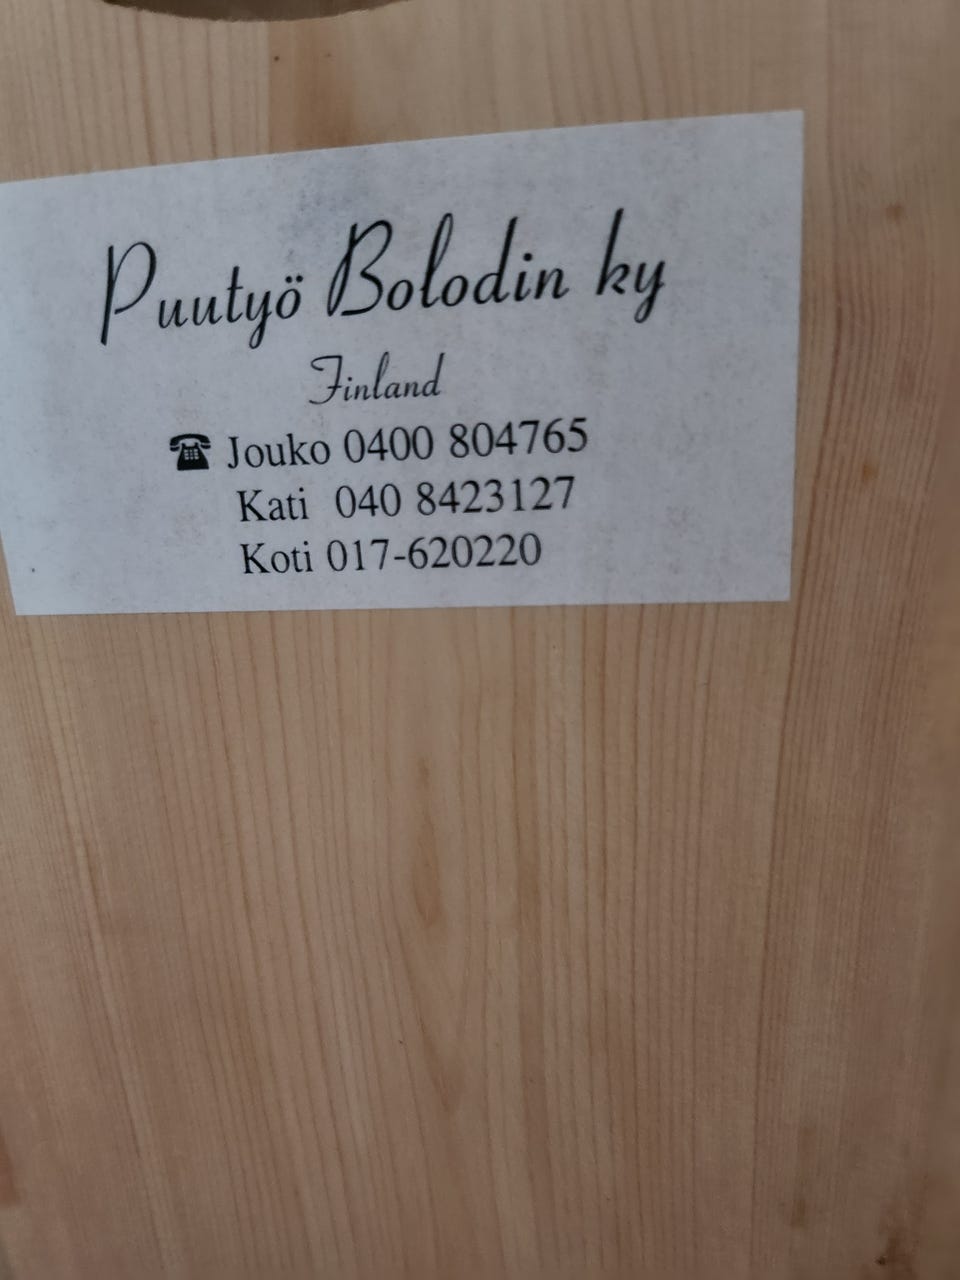 Puutyö Bolodin ky
Finland
☎ Jouko 0400 804765
Kati 040 8423127
Koti 017-620220